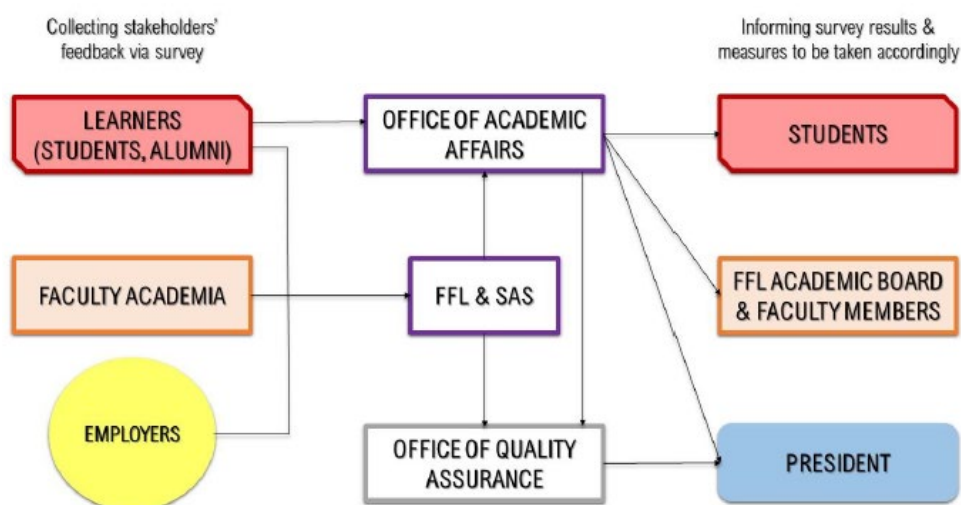 Collecting stakeholders'
feedback via survey
Informing survey results &
measures to be taken accordingly
LEARNERS
(STUDENTS, ALUMNI)
OFFICE OF ACADEMIC
AFFAIRS
STUDENTS
FACULTY ACADEMIA
FFL & SAS
FFL ACADEMIC BOARD
& FACULTY MEMBERS
EMPLOYERS
OFFICE OF QUALITY
ASSURANCE
PRESIDENT